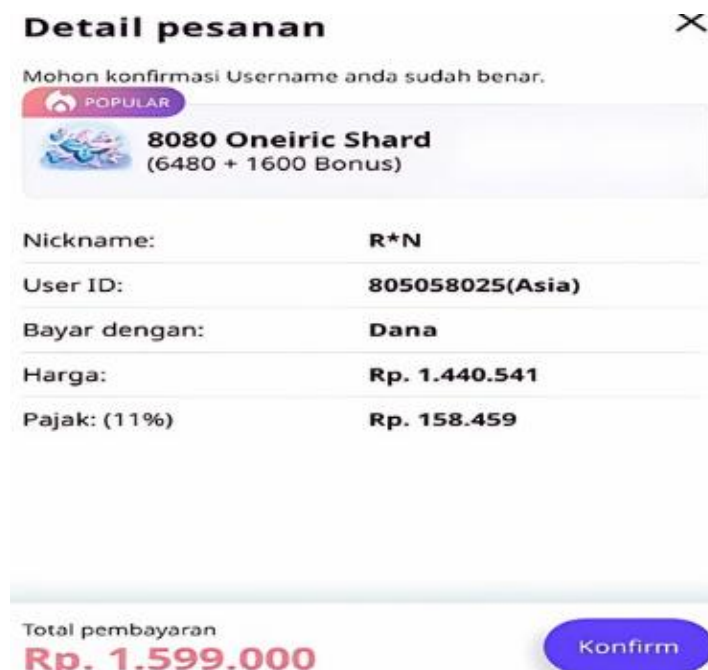 Detail pesanan
Mohon konfirmasi Username anda sudah benar.
POPULAR
8080 Oneiric Shard
(6480 + 1600 Bonus)
Nickname: R*N
User ID: 805058025(Asia)
Bayar dengan: Dana
Harga: Rp. 1.440.541
Pajak: (11%) Rp. 158.459
Total pembayaran
Rp. 1.599.000
Konfirm